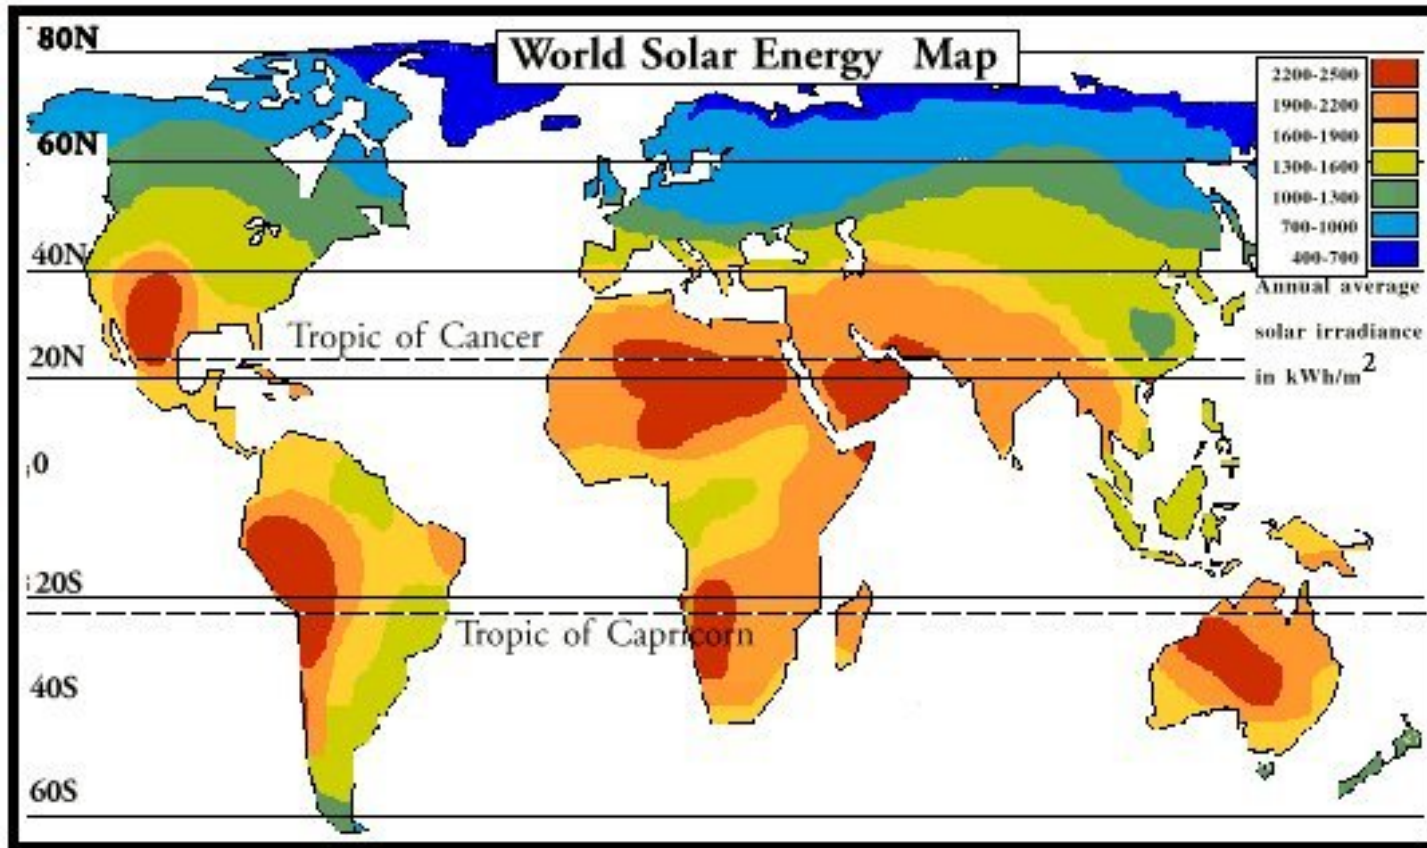 World Solar Energy Map
80N
60N
40N
20N
0
20S
40S
60S
Tropic of Cancer
Tropic of Capricorn
2200-2500
1900-2200
1600-1900
1300-1600
1000-1300
700-1000
400-700
Annual average
solar irradiance
in kWh/m²